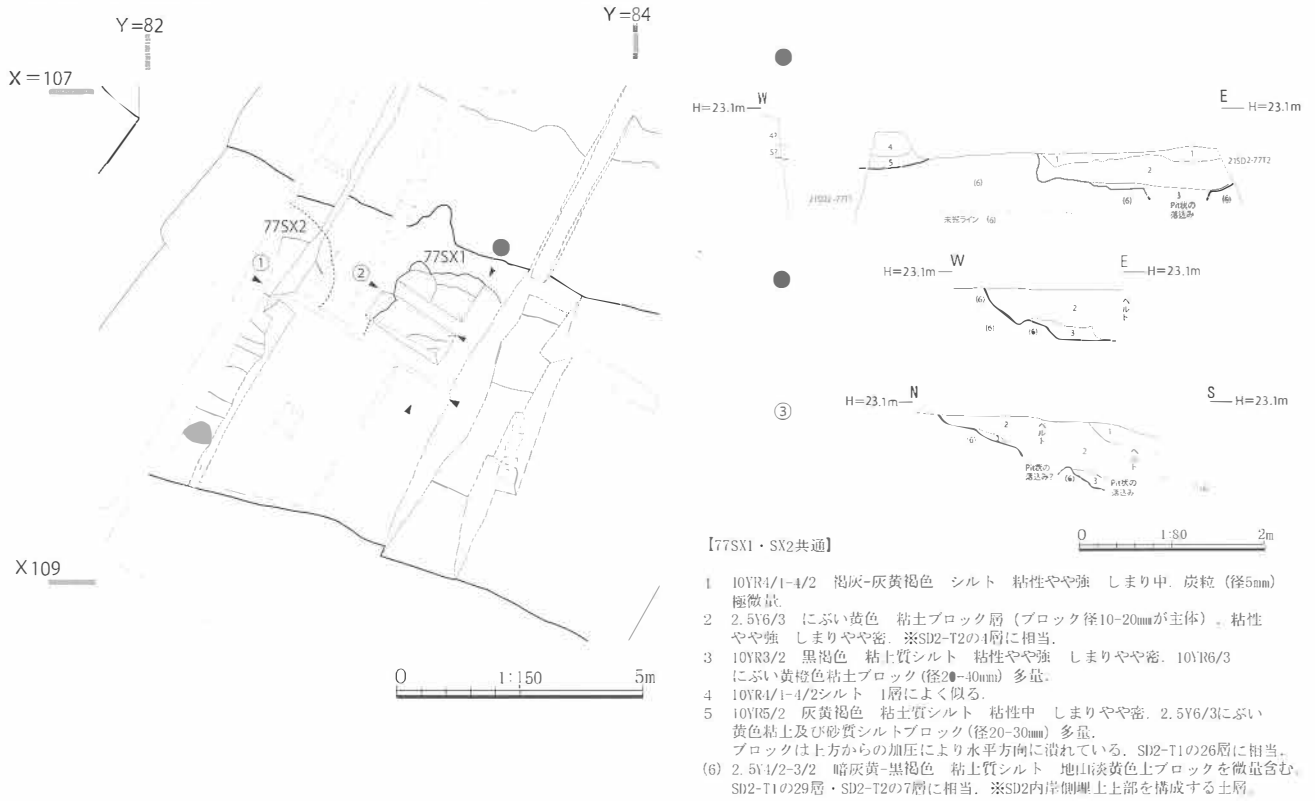 Y=82
Y=84
X=107
77SX2
①
②
77SX1
X109
0 1:150 5m
W
E
H=23.1m
H=23.1m
4?
5?
4
5
1
1
2
21SD2-77T2
(6)
3
(6)
(6)
Pit状の
落込み
未掘ライン (6)
W
E
H=23.1m
H=23.1m
(6)
2
ベルト
(6)
(6)
3
③
N
S
H=23.1m
H=23.1m
2
ベルト
1
(6)
3
2
ベルト
Pit状の
落込み?
(6)
3
Pit状の
落込み
0 1:80 2m
【77SX1・SX2共通】
1 10YR4/1-4/2 褐灰-灰黄褐色 シルト 粘性やや強 しまり中. 炭粒 (径5mm)
極微量.
2 2.5Y6/3 にぶい黄色 粘土ブロック層 (ブロック径10-20mmが主体) 。粘性
やや強 しまりやや密. ※SD2-T2の4層に相当.
3 10YR3/2 黒褐色 粘土質シルト 粘性やや強 しまりやや密. 10YR6/3
にぶい黄橙色粘土ブロック(径20-40mm) 多量.
4 10YR4/1-4/2シルト 1層によく似る.
5 10YR5/2 灰黄褐色 粘土質シルト 粘性中 しまりやや密. 2.5Y6/3にぶい
黄色粘土及び砂質シルトブロック(径20-30mm) 多量.
ブロックは上方からの加圧により水平方向に潰れている. SD2-T1の26層に相当.
(6) 2.5Y4/2-3/2 暗灰黄-黒褐色 粘土質シルト 地山淡黄色土ブロックを微量含む.
SD2-T1の29層・SD2-T2の7層に相当. ※SD2内岸側埋土上部を構成する土層